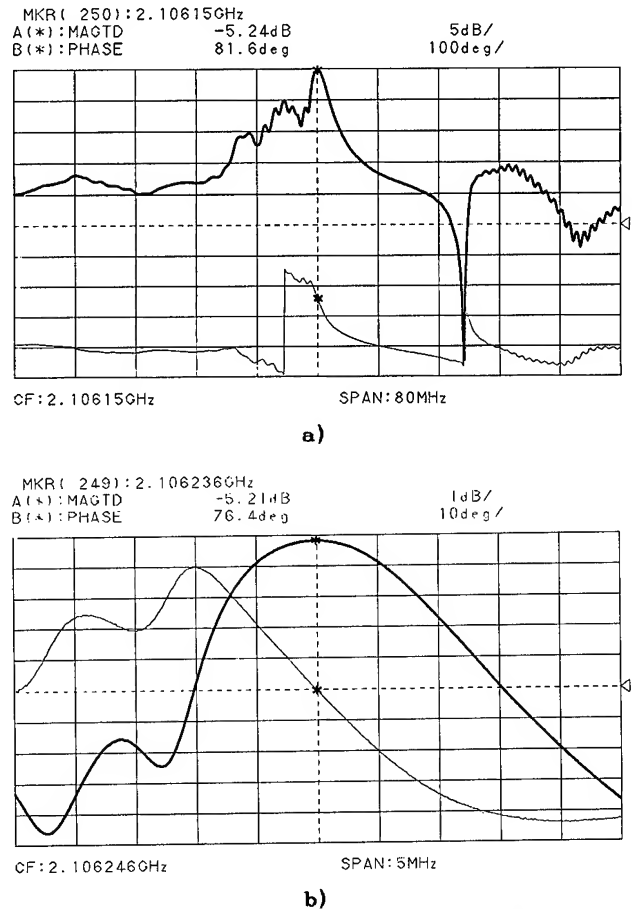 MKR( 250):2.10615GHz
A(*):MAGTD -5.24dB 5dB/
B(*):PHASE 81.6deg 100deg/
CF:2.10615GHz SPAN:80MHz
a)
MKR( 249):2.106236GHz
A(*):MAGTD -5.21dB 1dB/
B(*):PHASE 76.4deg 10deg/
CF:2.106246GHz SPAN:5MHz
b)